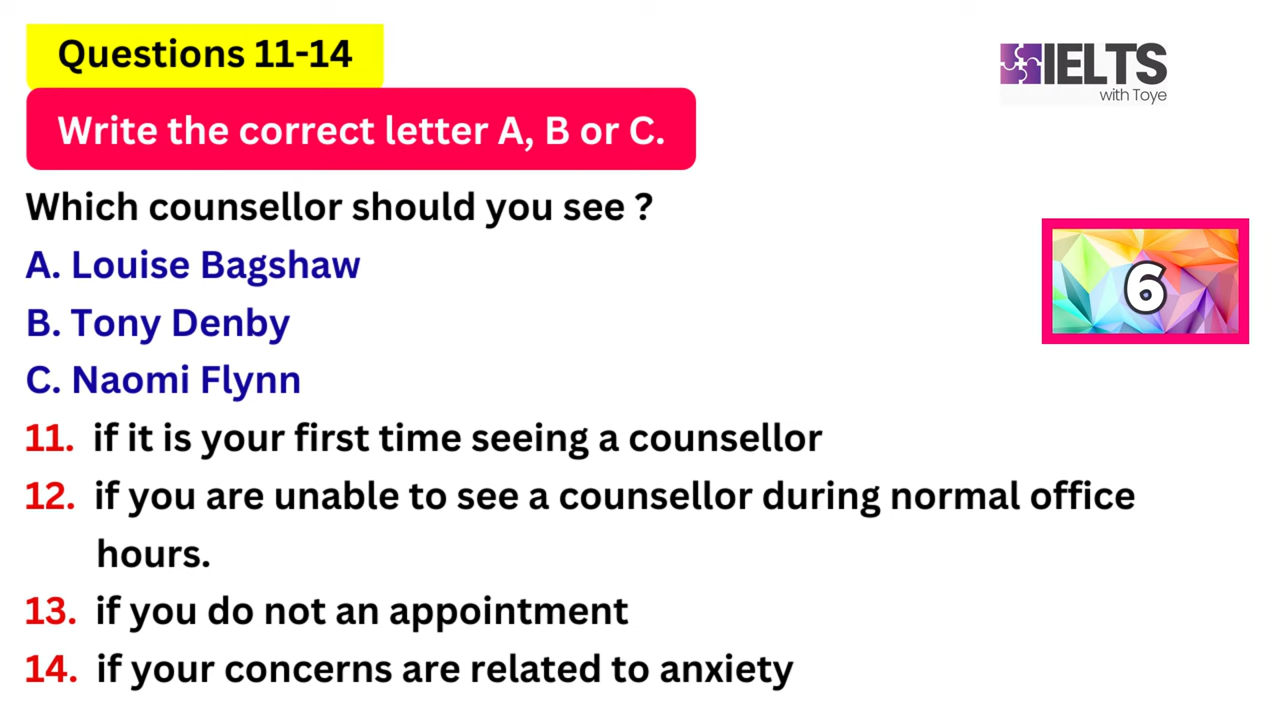 Questions 11-14
IELTS
with Toye
Write the correct letter A, B or C.
Which counsellor should you see ?
A. Louise Bagshaw
B. Tony Denby
C. Naomi Flynn
6
11. if it is your first time seeing a counsellor
12. if you are unable to see a counsellor during normal office
hours.
13. if you do not an appointment
14. if your concerns are related to anxiety